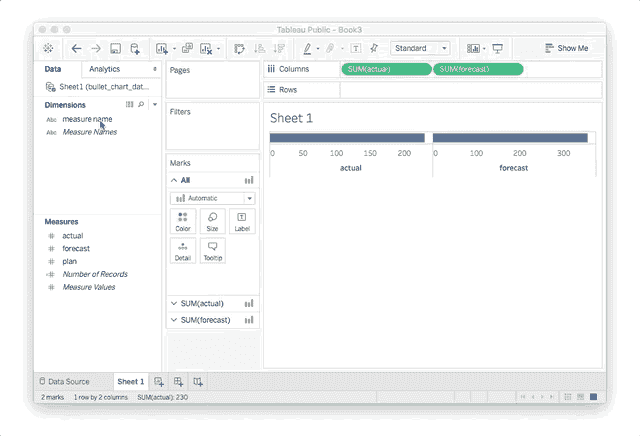 Tableau Public - Book3
Standard
Show Me
Data
Analytics
Sheet1 (bullet_chart_dat...
Dimensions
Abc measure name
Abc Measure Names
Measures
# actual
# forecast
# plan
# Number of Records
# Measure Values
Pages
Filters
Marks
All
Automatic
Color
Size
Label
Detail
Tooltip
SUM(actual)
SUM(forecast)
Columns
SUM(actual)
SUM(forecast)
Rows
Sheet 1
0 50 100 150 200
0 100 200 300
actual
forecast
Data Source
Sheet 1
2 marks
1 row by 2 columns
SUM(actual): 230